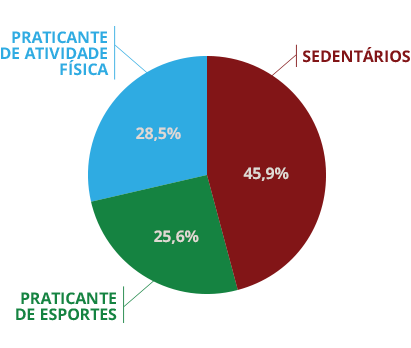 PRATICANTE
DE ATIVIDADE
FÍSICA
SEDENTÁRIOS
28,5%
45,9%
25,6%
PRATICANTE
DE ESPORTES